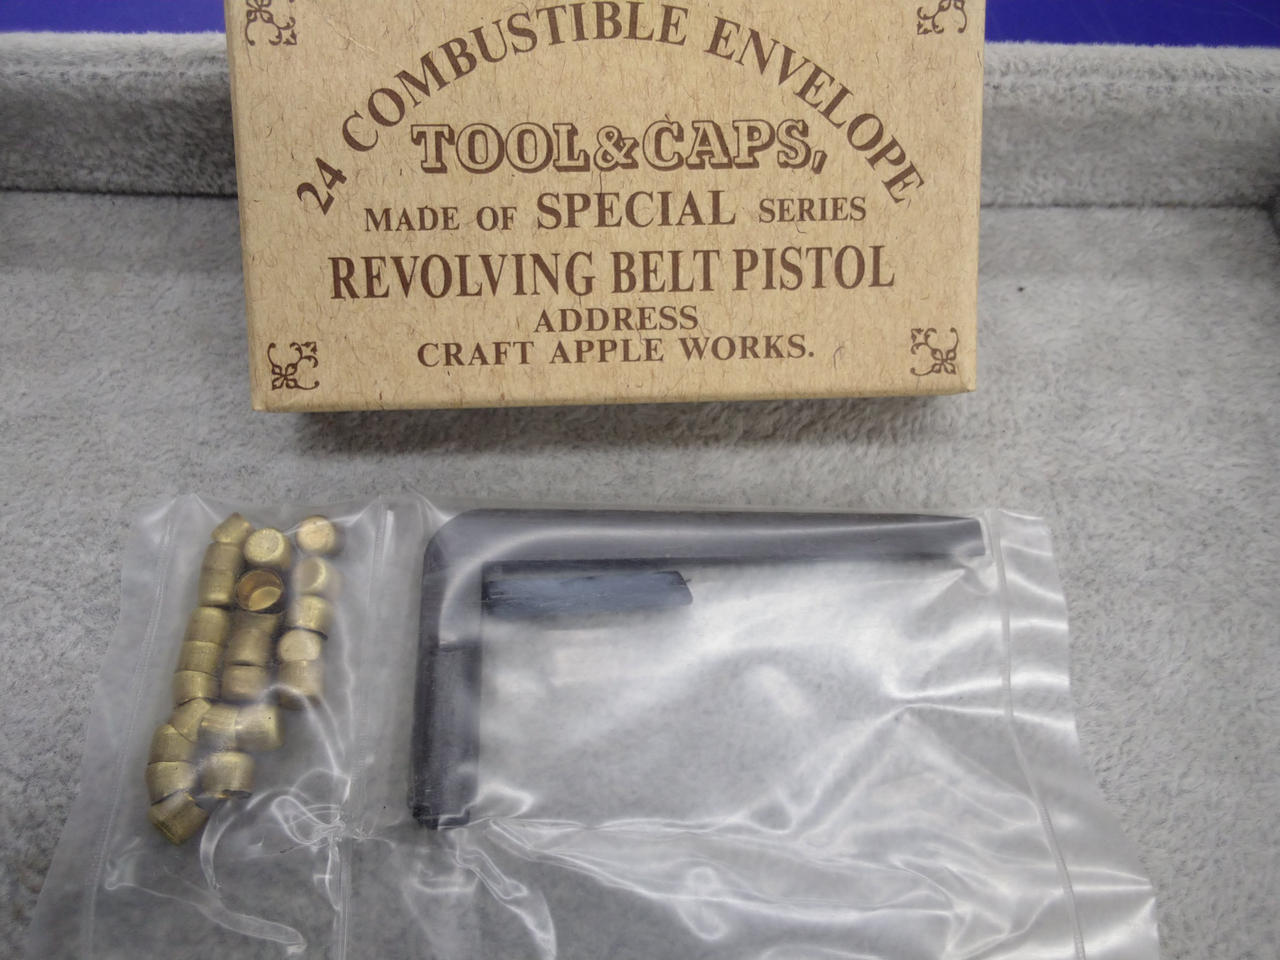 24 COMBUSTIBLE ENVELOPE
TOOL&CAPS,
MADE OF SPECIAL SERIES
REVOLVING BELT PISTOL
ADDRESS
CRAFT APPLE WORKS.